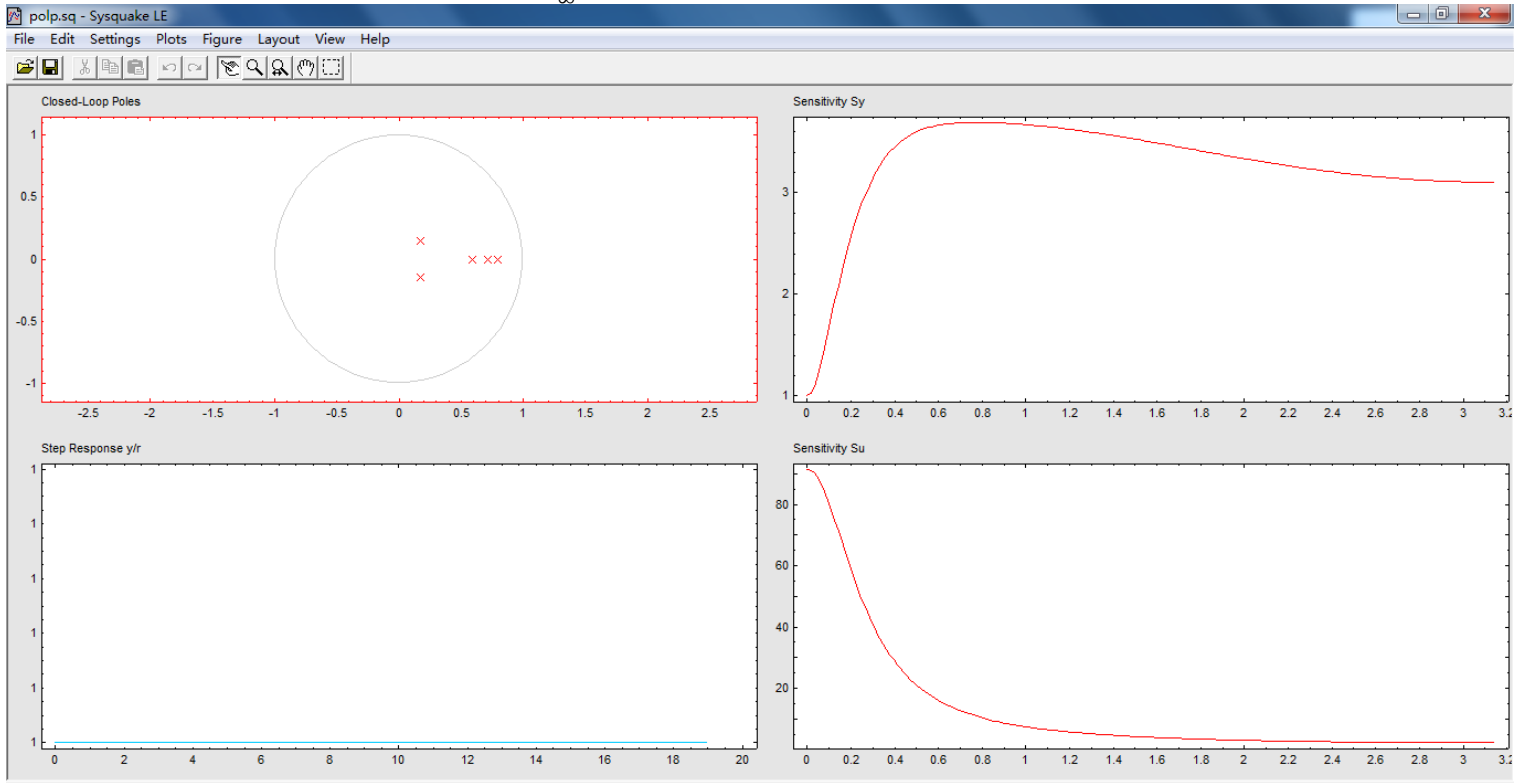 polp.sq - Sysquake LE
File Edit Settings Plots Figure Layout View Help
Closed-Loop Poles
1
0.5
0
-0.5
-1
-2.5 -2 -1.5 -1 -0.5 0 0.5 1 1.5 2 2.5
Sensitivity Sy
3
2
1
0 0.2 0.4 0.6 0.8 1 1.2 1.4 1.6 1.8 2 2.2 2.4 2.6 2.8 3 3.2
Step Response y/r
1
1
1
1
1
1
0 2 4 6 8 10 12 14 16 18 20
Sensitivity Su
80
60
40
20
0 0.2 0.4 0.6 0.8 1 1.2 1.4 1.6 1.8 2 2.2 2.4 2.6 2.8 3 3.2